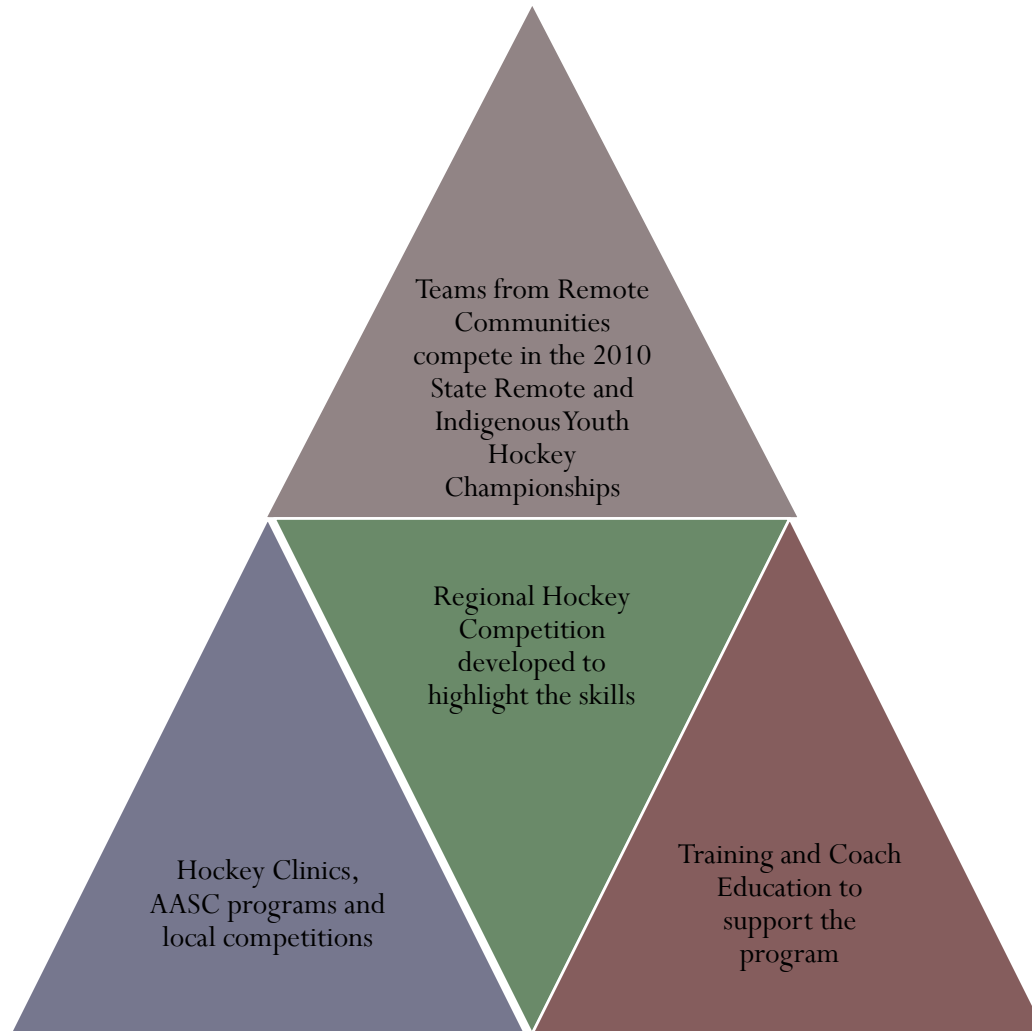 Teams from Remote
Communities
compete in the 2010
State Remote and
Indigenous Youth
Hockey
Championships
Regional Hockey
Competition
developed to
highlight the skills
Hockey Clinics,
AASC programs and
local competitions
Training and Coach
Education to
support the
program